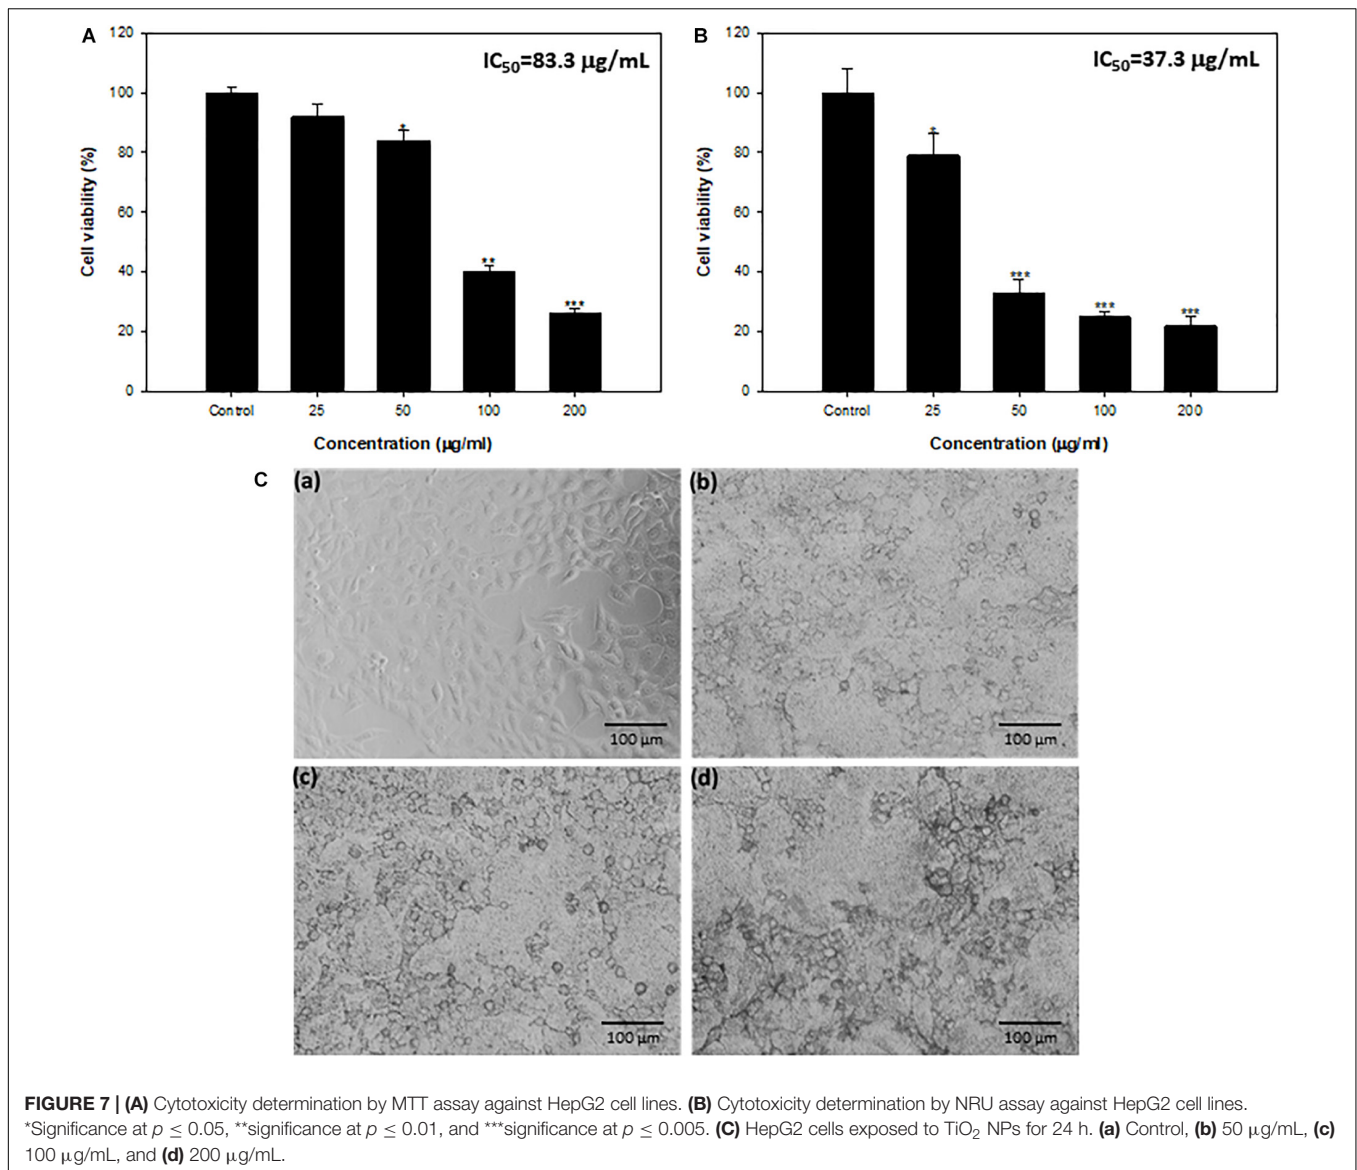 A
120
100
80
60
40
20
0
Cell viability (%)
IC₅₀=83.3 µg/mL
*
**
***
Control 25 50 100 200
Concentration (µg/ml)
B
120
100
80
60
40
20
0
Cell viability (%)
IC₅₀=37.3 µg/mL
*
***
***
***
Control 25 50 100 200
Concentration (µg/ml)
C
(a)
100 µm
(b)
100 µm
(c)
100 µm
(d)
100 µm
FIGURE 7 | (A) Cytotoxicity determination by MTT assay against HepG2 cell lines. (B) Cytotoxicity determination by NRU assay against HepG2 cell lines.
*Significance at p ≤ 0.05, **significance at p ≤ 0.01, and ***significance at p ≤ 0.005. (C) HepG2 cells exposed to TiO₂ NPs for 24 h. (a) Control, (b) 50 µg/mL, (c)
100 µg/mL, and (d) 200 µg/mL.